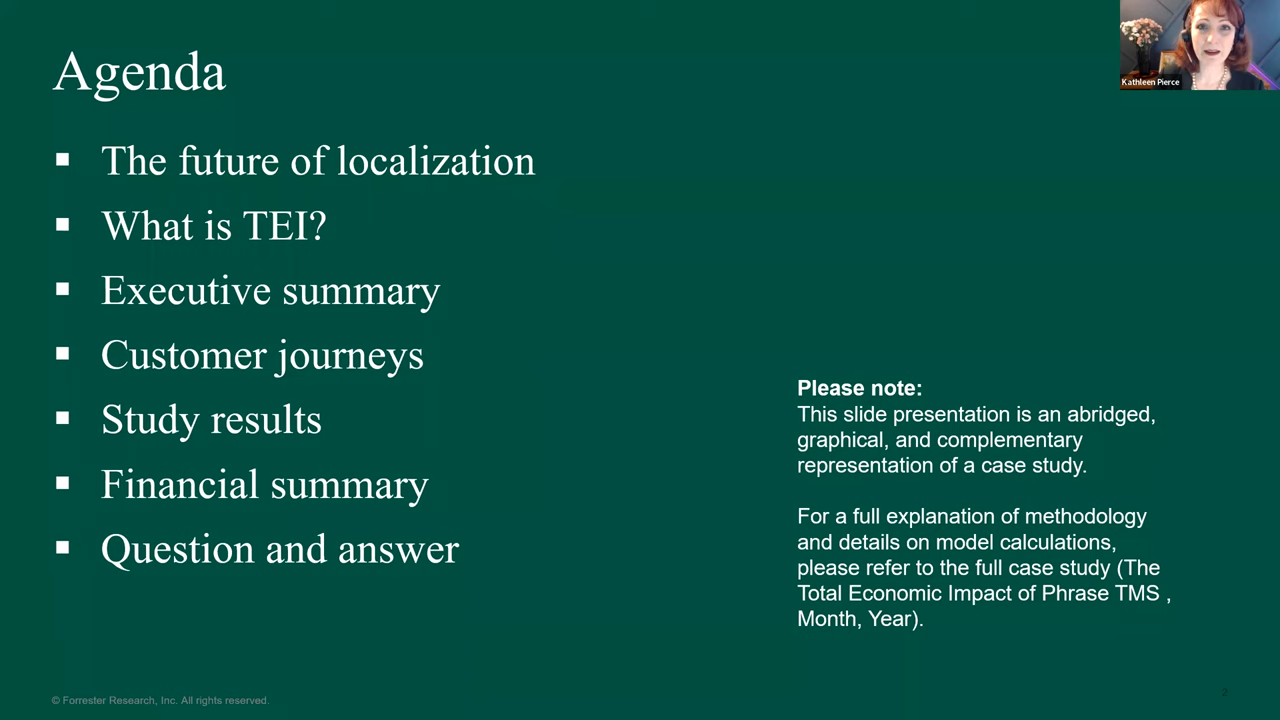 Agenda
Kathleen Pierce
▪ The future of localization
▪ What is TEI?
▪ Executive summary
▪ Customer journeys
▪ Study results
▪ Financial summary
▪ Question and answer
Please note:
This slide presentation is an abridged,
graphical, and complementary
representation of a case study.
For a full explanation of methodology
and details on model calculations,
please refer to the full case study (The
Total Economic Impact of Phrase TMS ,
Month, Year).
© Forrester Research, Inc. All rights reserved.
2